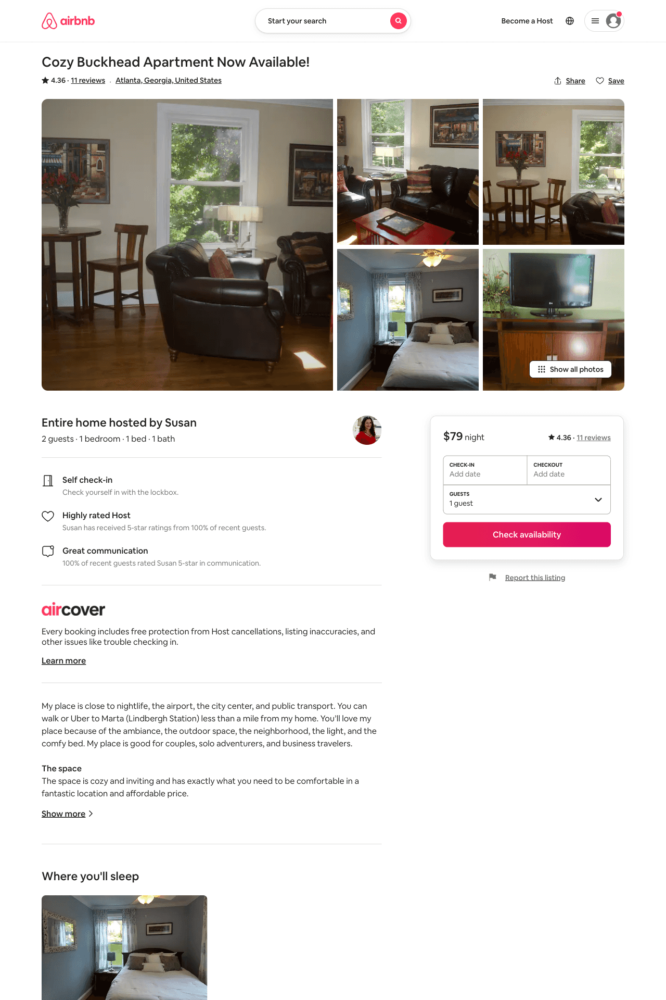 airbnb
Start your search
Become a Host
Cozy Buckhead Apartment Now Available!
4.36 · 11 reviews · Atlanta, Georgia, United States
Share
Save
LG
Show all photos
Entire home hosted by Susan
2 guests · 1 bedroom · 1 bed · 1 bath
Self check-in
Check yourself in with the lockbox.
Highly rated Host
Susan has received 5-star ratings from 100% of recent guests.
Great communication
100% of recent guests rated Susan 5-star in communication.
$79 night
4.36 · 11 reviews
CHECK-IN
Add date
CHECKOUT
Add date
GUESTS
1 guest
Check availability
Report this listing
aircover
Every booking includes free protection from Host cancellations, listing inaccuracies, and
other issues like trouble checking in.
Learn more
My place is close to nightlife, the airport, the city center, and public transport. You can
walk or Uber to Marta (Lindbergh Station) less than a mile from my home. You’ll love my
place because of the ambiance, the outdoor space, the neighborhood, the light, and the
comfy bed. My place is good for couples, solo adventurers, and business travelers.
The space
The space is cozy and inviting and has exactly what you need to be comfortable in a
fantastic location and affordable price.
Show more
Where you'll sleep